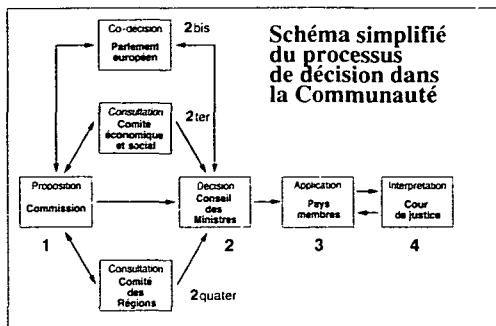 Co-decision
Parlement
européen
2bis
Schéma simplifié
du processus
de décision dans
la Communauté
Consultation
Comité
économique
et social
2ter
Proposition
Commission
1
Décision
Conseil
des
Ministres
2
Application
Pays
membres
3
Interpretation
Cour
de justice
4
Consultation
Comité
des
Régions
2quater